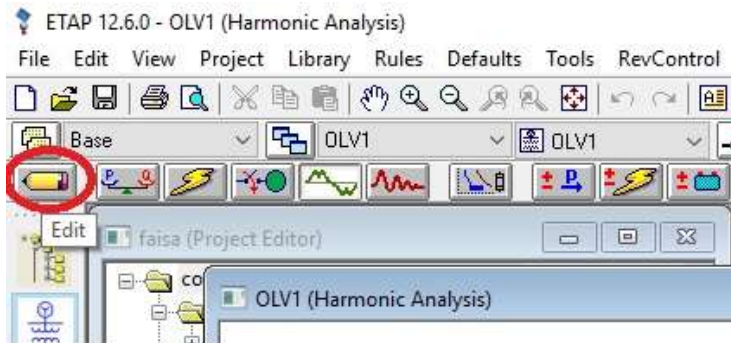 ETAP 12.6.0 - OLV1 (Harmonic Analysis)
File Edit View Project Library Rules Defaults Tools RevControl
Base OLV1 OLV1
Edit
faisa (Project Editor)
co
OLV1 (Harmonic Analysis)